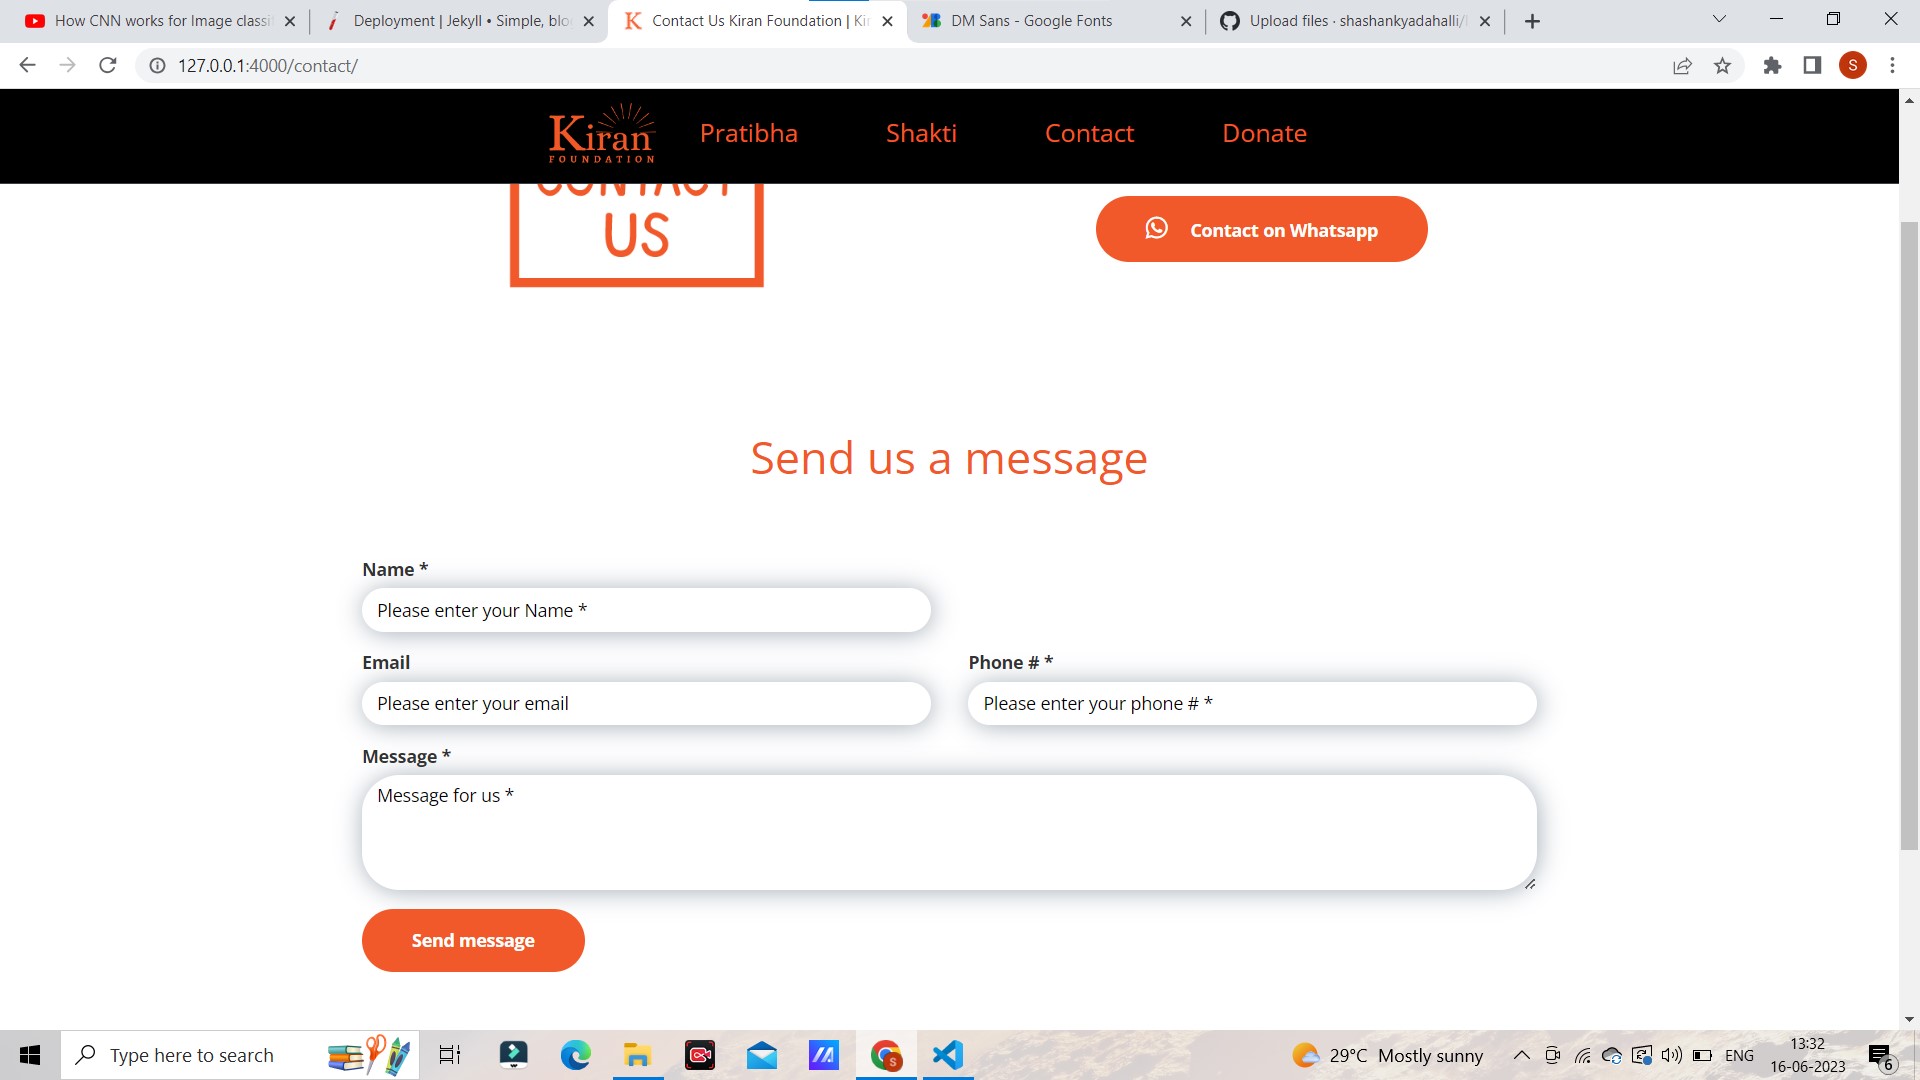 How CNN works for Image classi
Deployment | Jekyll • Simple, blo
Contact Us Kiran Foundation | Ki
DM Sans - Google Fonts
Upload files · shashankyadahalli/
127.0.0.1:4000/contact/
S
Kiran
FOUNDATION
Pratibha
Shakti
Contact
Donate
CONTACT
US
Contact on Whatsapp
Send us a message
Name *
Please enter your Name *
Email
Phone # *
Please enter your email
Please enter your phone # *
Message *
Message for us *
Send message
Type here to search
29°C Mostly sunny
ENG
13:32
16-06-2023
6